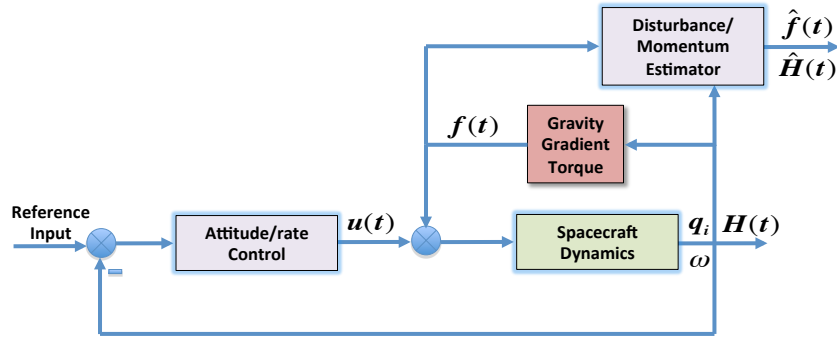 Disturbance/
Momentum
Estimator
f̂(t)
Ĥ(t)
f(t)
Gravity
Gradient
Torque
Reference
Input
Attitude/rate
Control
u(t)
Spacecraft
Dynamics
qᵢ
H(t)
ω